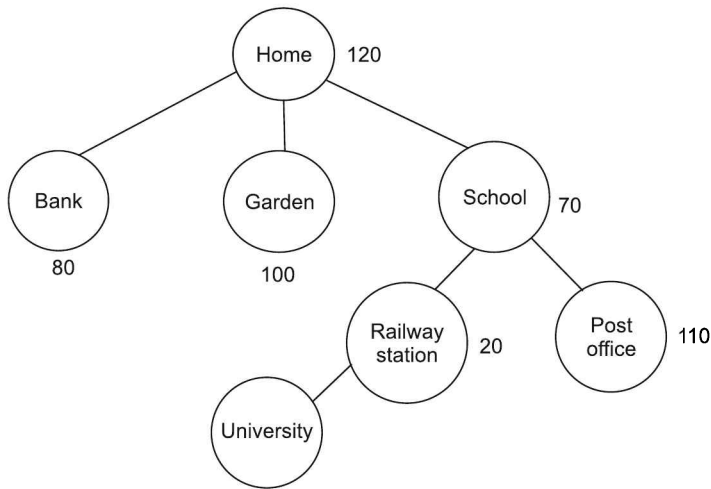 Home 120
Bank
Garden
School
70
80
100
Railway
station
20
Post
office
110
University